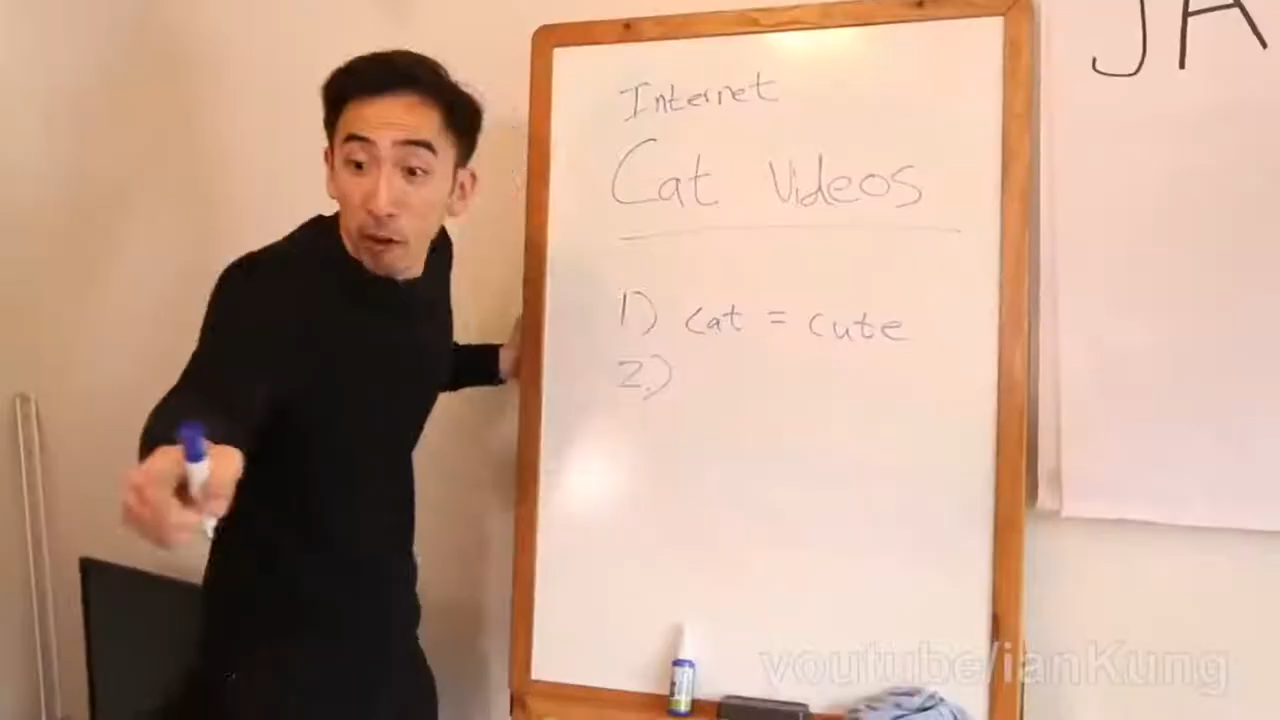 Internet
Cat Videos
1) cat = cute
2.)
JA
youtube/ianKung